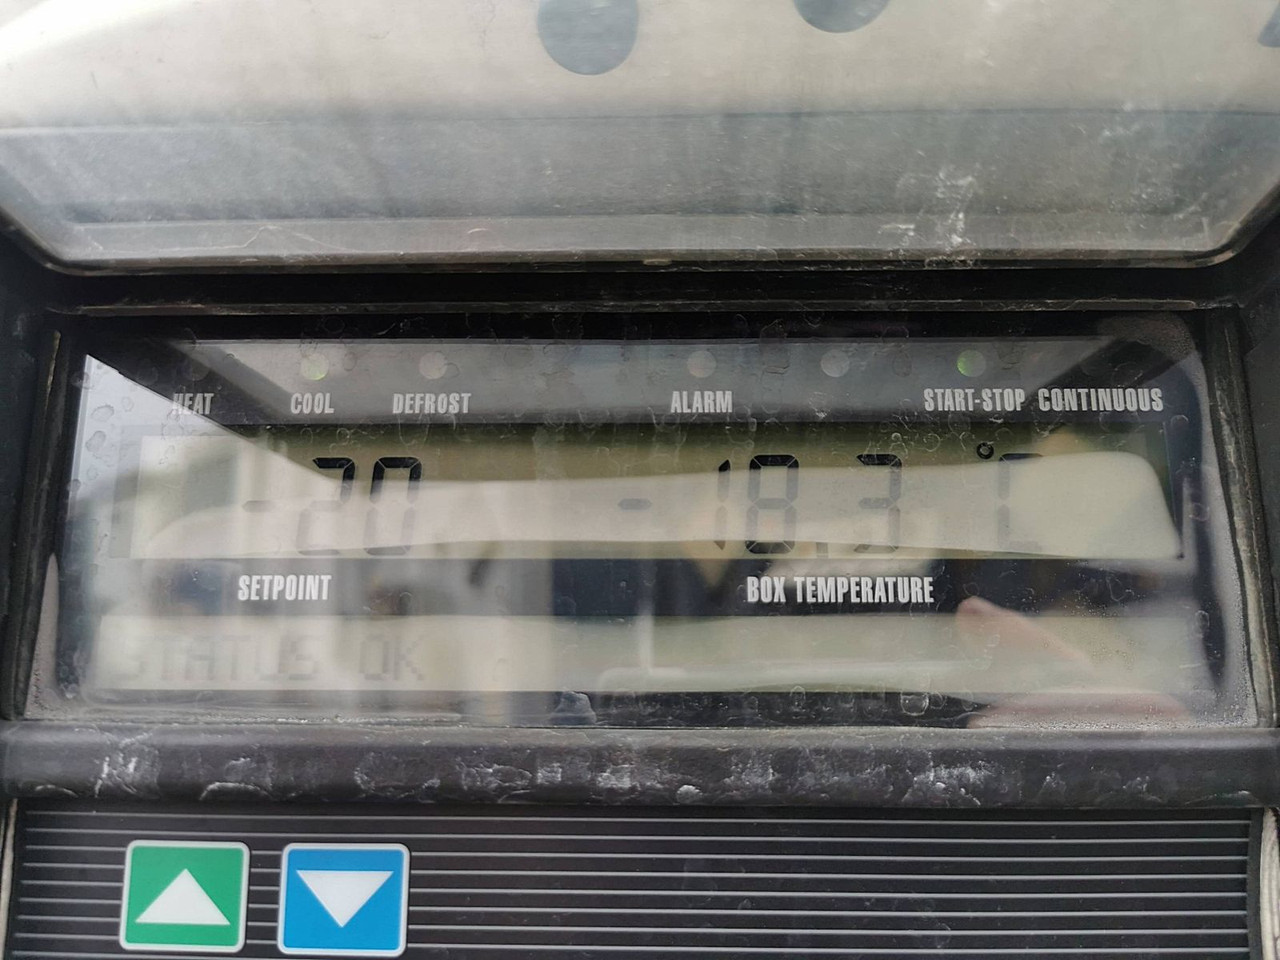 HEAT COOL DEFROST ALARM START-STOP CONTINUOUS
-20 -18.3 °C
SETPOINT BOX TEMPERATURE
STATUS OK